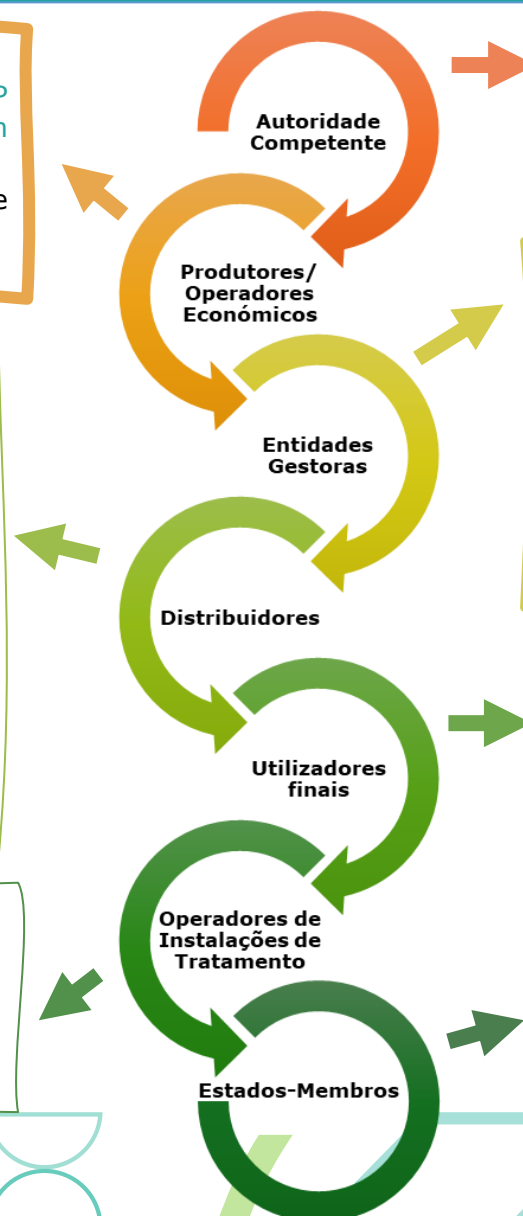 Autoridade
Competente
e
Produtores/
Operadores
Económicos
Entidades
Gestoras
Distribuidores
Utilizadores
finais
Operadores de
Instalações de
Tratamento
Estados-Membros